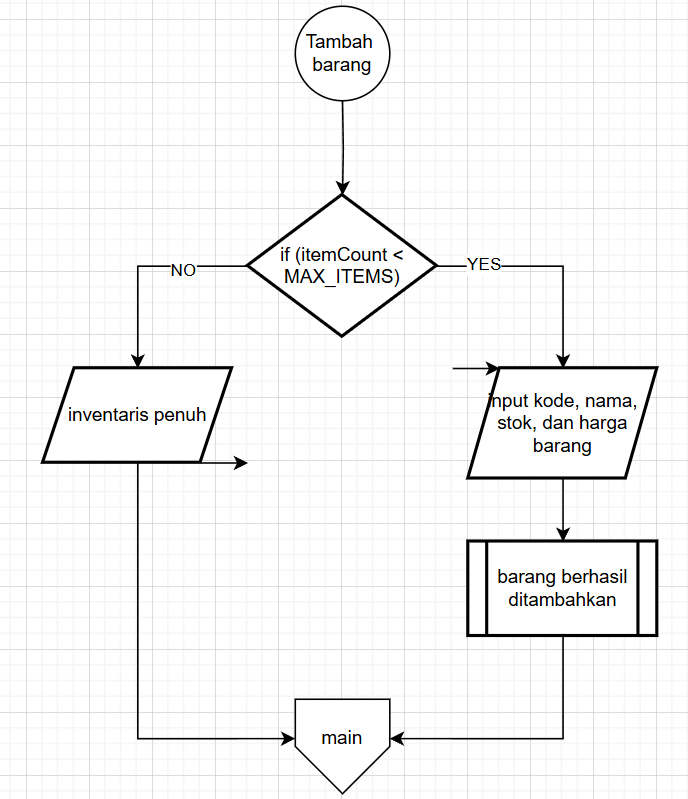 Tambah
barang
if (itemCount <
MAX_ITEMS)
NO
YES
inventaris penuh
input kode, nama,
stok, dan harga
barang
barang berhasil
ditambahkan
main